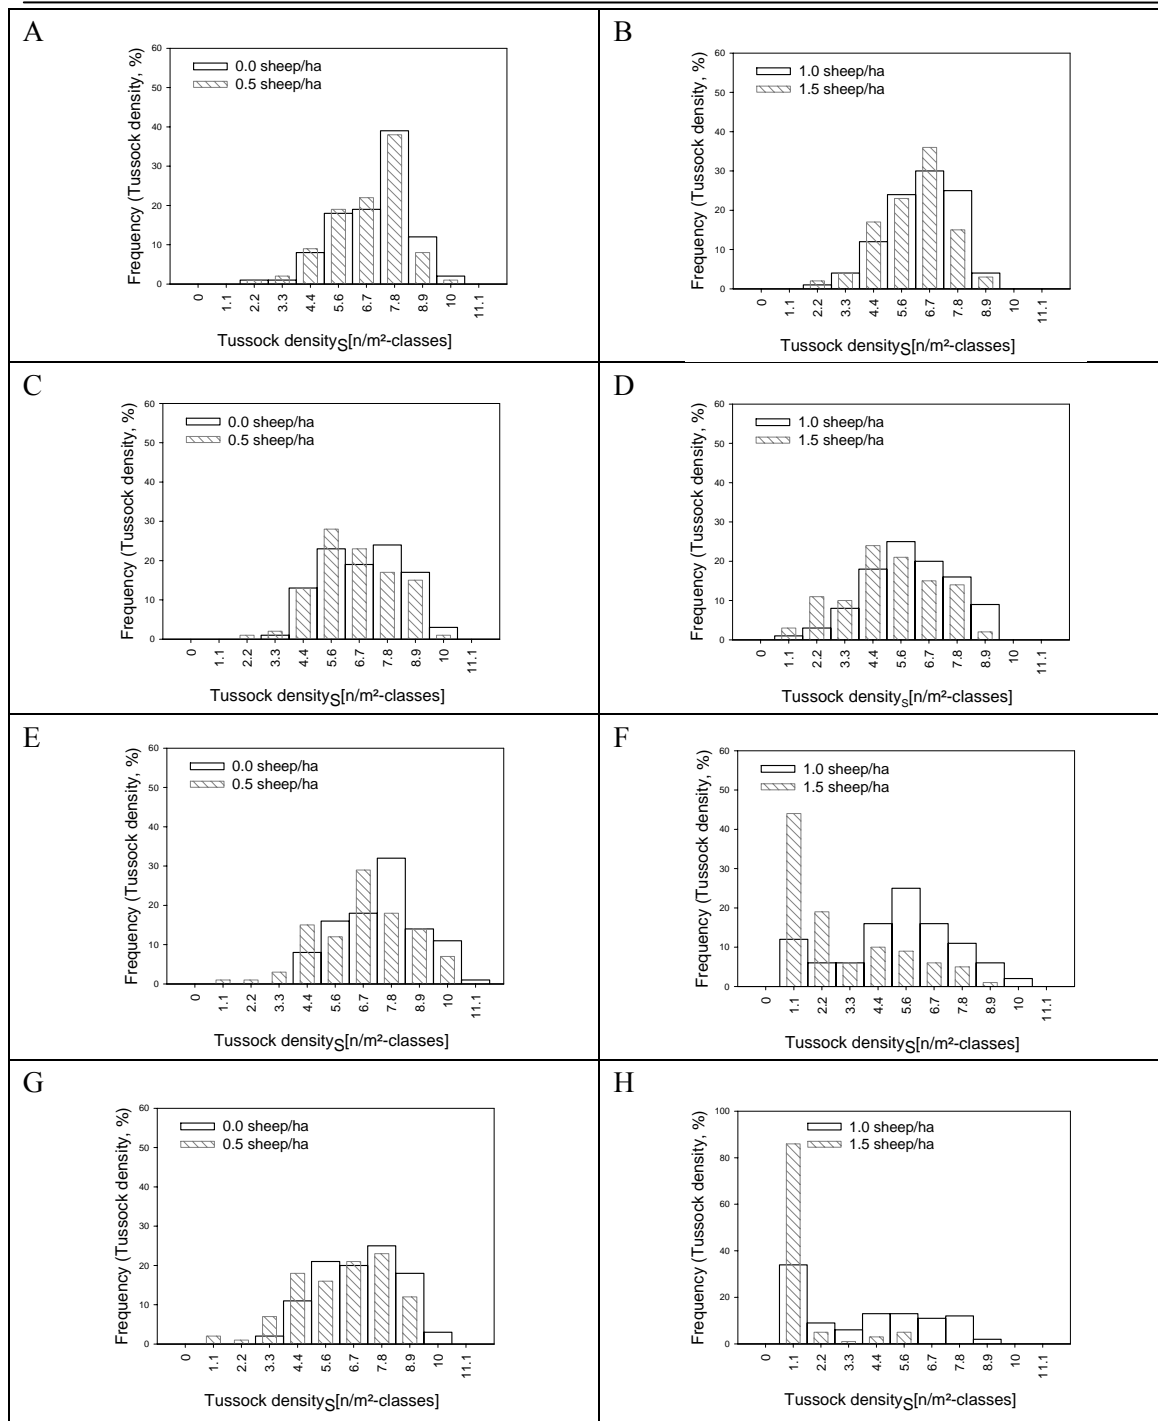 A
Frequency (Tussock density, %)
60
50
40
30
20
10
0
0.0 sheep/ha
0.5 sheep/ha
0 1.1 2.2 3.3 4.4 5.6 6.7 7.8 8.9 10 11.1
Tussock densityS[n/m²-classes]
B
Frequency (Tussock density, %)
60
50
40
30
20
10
0
1.0 sheep/ha
1.5 sheep/ha
0 1.1 2.2 3.3 4.4 5.6 6.7 7.8 8.9 10 11.1
Tussock densityS[n/m²-classes]
C
Frequency (Tussock density, %)
60
50
40
30
20
10
0
0.0 sheep/ha
0.5 sheep/ha
0 1.1 2.2 3.3 4.4 5.6 6.7 7.8 8.9 10 11.1
Tussock densityS[n/m²-classes]
D
Frequency (Tussock density, %)
60
50
40
30
20
10
0
1.0 sheep/ha
1.5 sheep/ha
0 1.1 2.2 3.3 4.4 5.6 6.7 7.8 8.9 10 11.1
Tussock densityS[n/m²-classes]
E
Frequency (Tussock density, %)
60
50
40
30
20
10
0
0.0 sheep/ha
0.5 sheep/ha
0 1.1 2.2 3.3 4.4 5.6 6.7 7.8 8.9 10 11.1
Tussock densityS[n/m²-classes]
F
Frequency (Tussock density, %)
60
50
40
30
20
10
0
1.0 sheep/ha
1.5 sheep/ha
0 1.1 2.2 3.3 4.4 5.6 6.7 7.8 8.9 10 11.1
Tussock densityS[n/m²-classes]
G
Frequency (Tussock density, %)
60
50
40
30
20
10
0
0.0 sheep/ha
0.5 sheep/ha
0 1.1 2.2 3.3 4.4 5.6 6.7 7.8 8.9 10 11.1
Tussock densityS[n/m²-classes]
H
Frequency (Tussock density, %)
100
80
60
40
20
0
1.0 sheep/ha
1.5 sheep/ha
0 1.1 2.2 3.3 4.4 5.6 6.7 7.8 8.9 10 11.1
Tussock densityS[n/m²-classes]